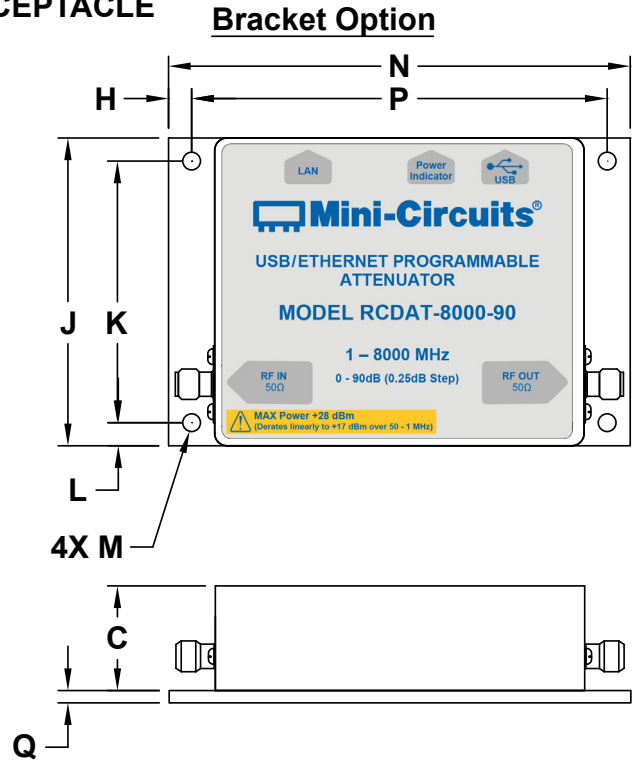 CEPTACLE
Bracket Option
N
H
P
LAN
Power
Indicator
USB
Mini-Circuits®
USB/ETHERNET PROGRAMMABLE
ATTENUATOR
MODEL RCDAT-8000-90
J
K
1 – 8000 MHz
RF IN
50Ω
0 - 90dB (0.25dB Step)
RF OUT
50Ω
MAX Power +28 dBm
(Derates linearly to +17 dBm over 50 - 1 MHz)
L
4X M
C
Q